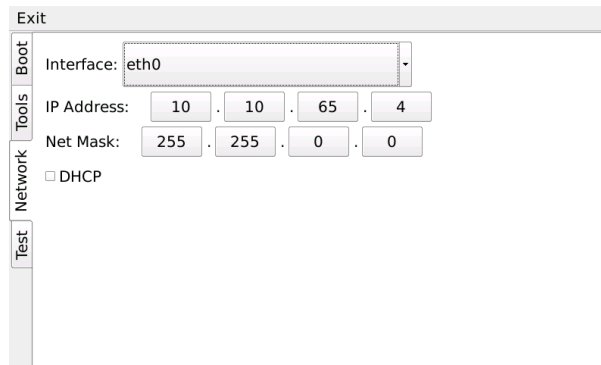 Exit
Boot
Tools
Network
Test
Interface: eth0
IP Address: 10 . 10 . 65 . 4
Net Mask: 255 . 255 . 0 . 0
DHCP